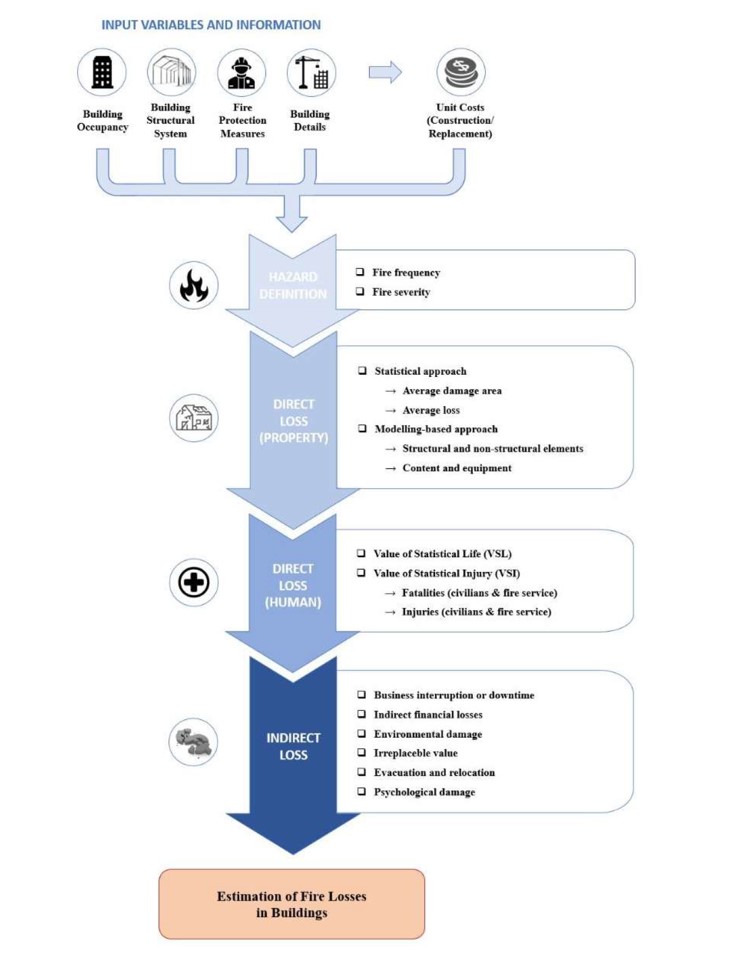 INPUT VARIABLES AND INFORMATION
Building
Occupancy
Building
Structural
System
Fire
Protection
Measures
Building
Details
Unit Costs
(Construction/
Replacement)
HAZARD
DEFINITION
❑ Fire frequency
❑ Fire severity
DIRECT
LOSS
(PROPERTY)
❑ Statistical approach
→ Average damage area
→ Average loss
❑ Modelling-based approach
→ Structural and non-structural elements
→ Content and equipment
DIRECT
LOSS
(HUMAN)
❑ Value of Statistical Life (VSL)
❑ Value of Statistical Injury (VSI)
→ Fatalities (civilians & fire service)
→ Injuries (civilians & fire service)
INDIRECT
LOSS
❑ Business interruption or downtime
❑ Indirect financial losses
❑ Environmental damage
❑ Irreplaceble value
❑ Evacuation and relocation
❑ Psychological damage
Estimation of Fire Losses
in Buildings